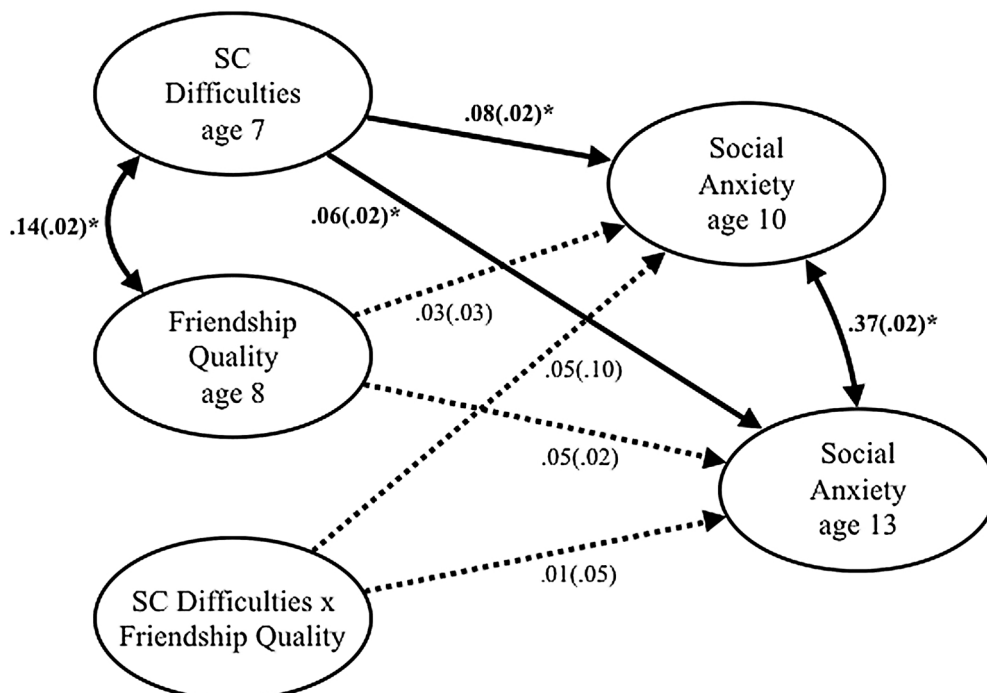 SC
Difficulties
age 7
.08(.02)*
Social
Anxiety
age 10
.14(.02)*
.06(.02)*
Friendship
Quality
age 8
.03(.03)
.05(.10)
.37(.02)*
.05(.02)
Social
Anxiety
age 13
.01(.05)
SC Difficulties x
Friendship Quality